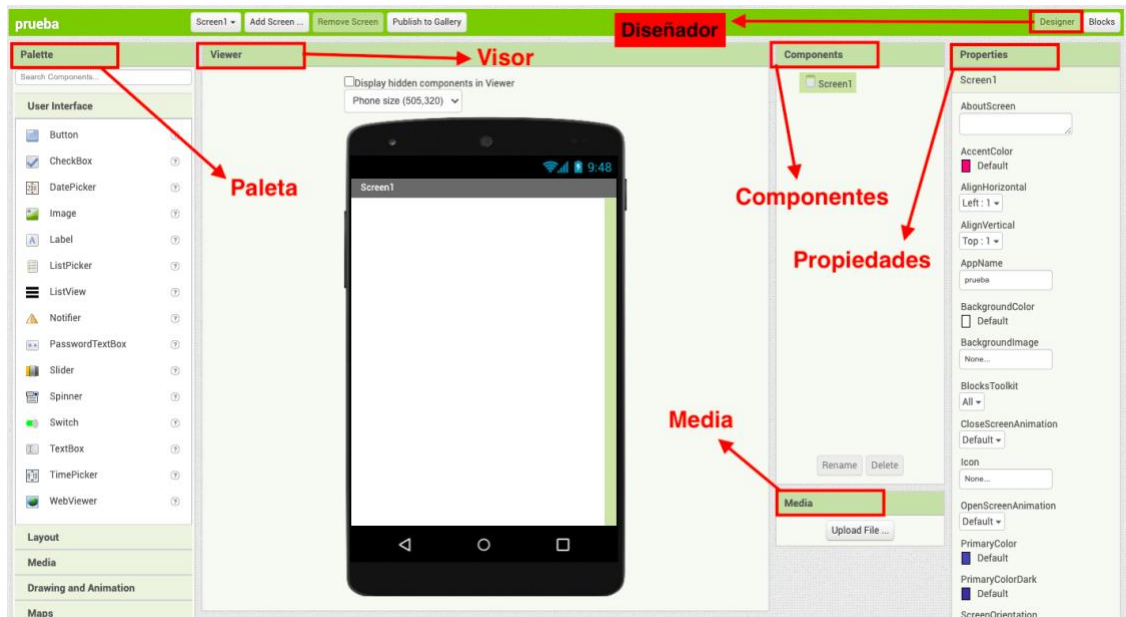 prueba
Screen1
Add Screen ...
Remove Screen
Publish to Gallery
Diseñador
Designer
Blocks
Palette
Search Components...
User Interface
Button
CheckBox
DatePicker
Image
Label
ListPicker
ListView
Notifier
PasswordTextBox
Slider
Spinner
Switch
TextBox
TimePicker
WebViewer
Layout
Media
Drawing and Animation
Maps
Paleta
Viewer
Visor
Display hidden components in Viewer
Phone size (505,320)
9:48
Screen1
Components
Screen1
Componentes
Propiedades
Rename
Delete
Media
Media
Upload File ...
Properties
Screen1
AboutScreen
AccentColor
Default
AlignHorizontal
Left : 1
AlignVertical
Top : 1
AppName
prueba
BackgroundColor
Default
BackgroundImage
None...
BlocksToolkit
All
CloseScreenAnimation
Default
Icon
None...
OpenScreenAnimation
Default
PrimaryColor
Default
PrimaryColorDark
Default
ScreenOrientation